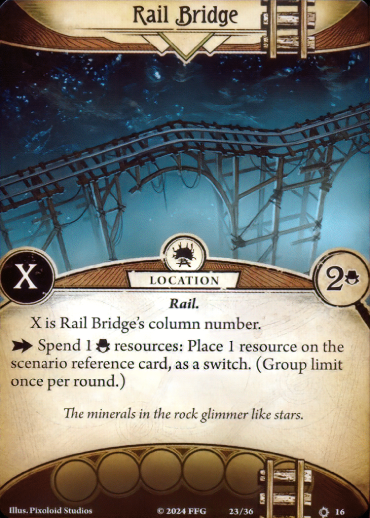 Rail Bridge
X
LOCATION
2
Rail.
X is Rail Bridge's column number.
Spend 1 resources: Place 1 resource on the
scenario reference card, as a switch. (Group limit
once per round.)
The minerals in the rock glimmer like stars.
Illus. Pixoloid Studios © 2024 FFG 23/36 16